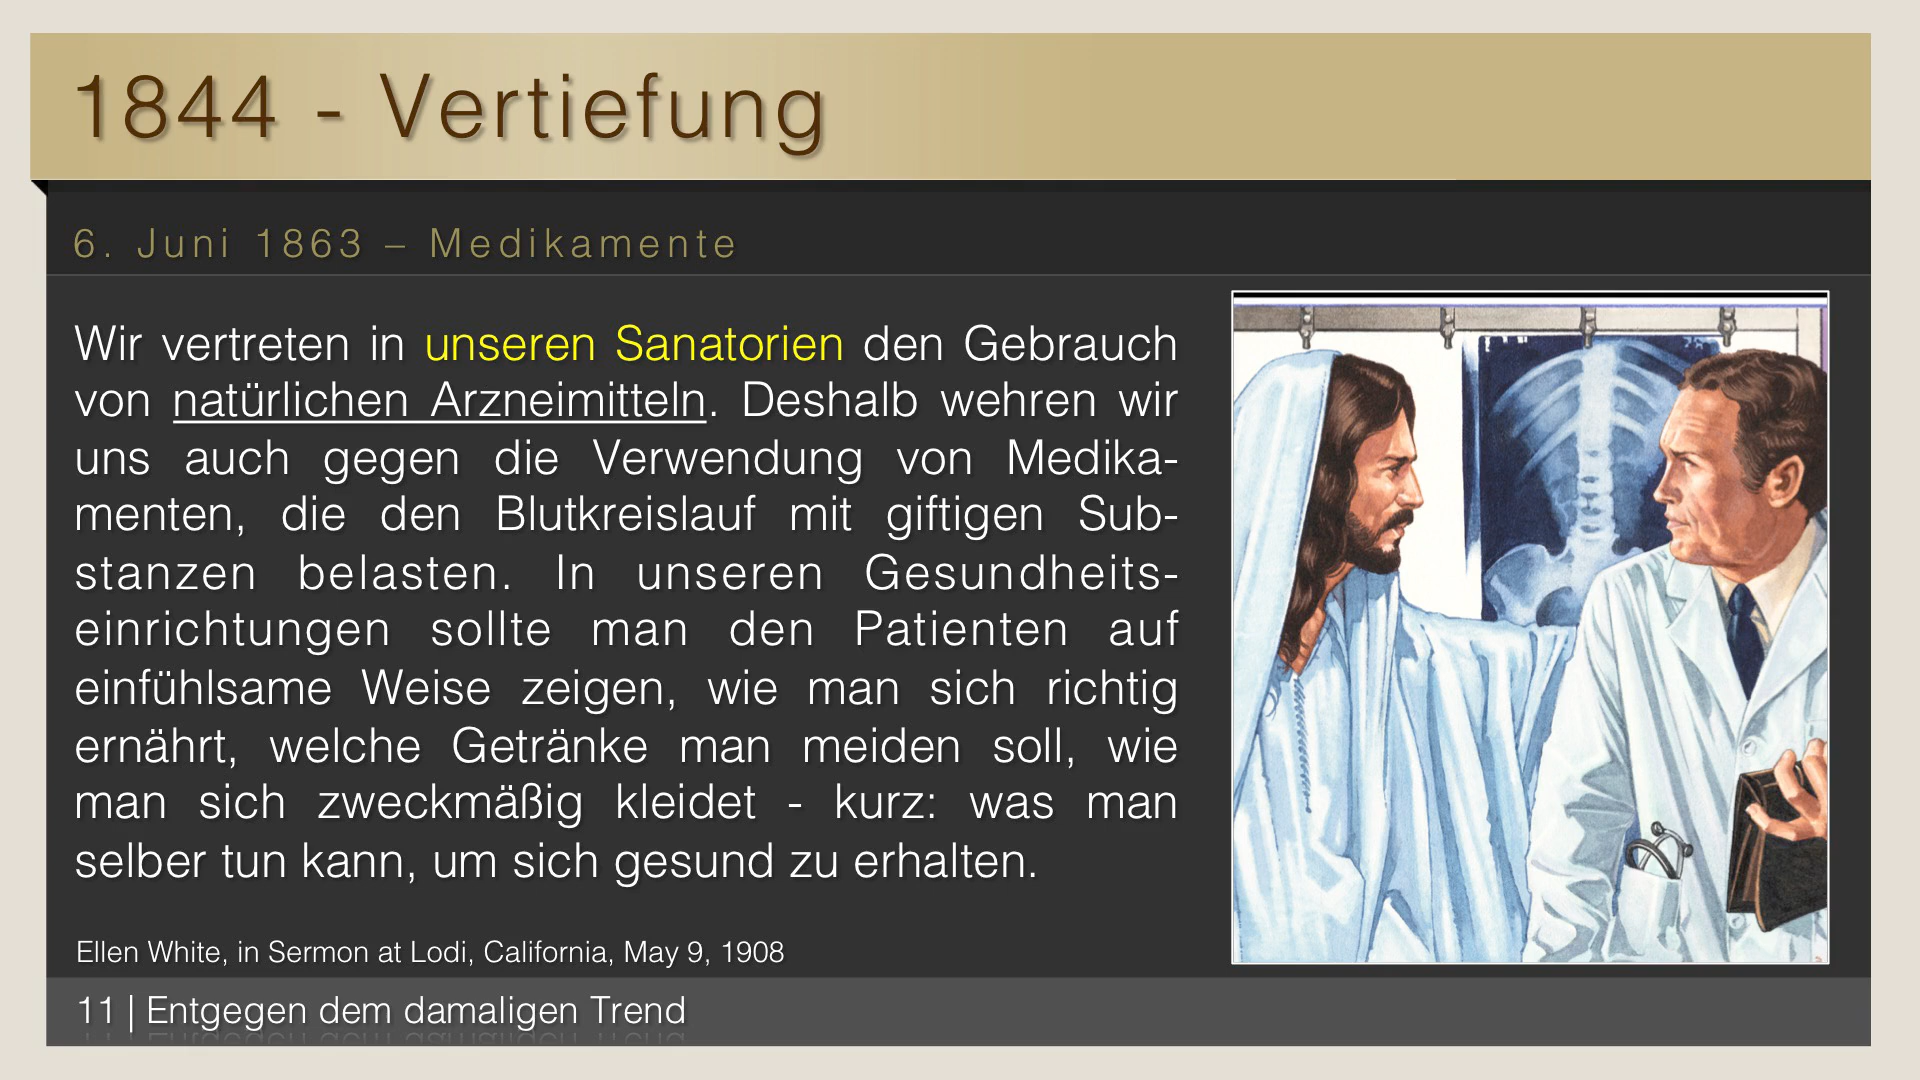 1844 - Vertiefung
6. Juni 1863 – Medikamente
Wir vertreten in unseren Sanatorien den Gebrauch
von natürlichen Arzneimitteln. Deshalb wehren wir
uns auch gegen die Verwendung von Medika-
menten, die den Blutkreislauf mit giftigen Sub-
stanzen belasten. In unseren Gesundheits-
einrichtungen sollte man den Patienten auf
einfühlsame Weise zeigen, wie man sich richtig
ernährt, welche Getränke man meiden soll, wie
man sich zweckmäßig kleidet - kurz: was man
selber tun kann, um sich gesund zu erhalten.
Ellen White, in Sermon at Lodi, California, May 9, 1908
11 | Entgegen dem damaligen Trend